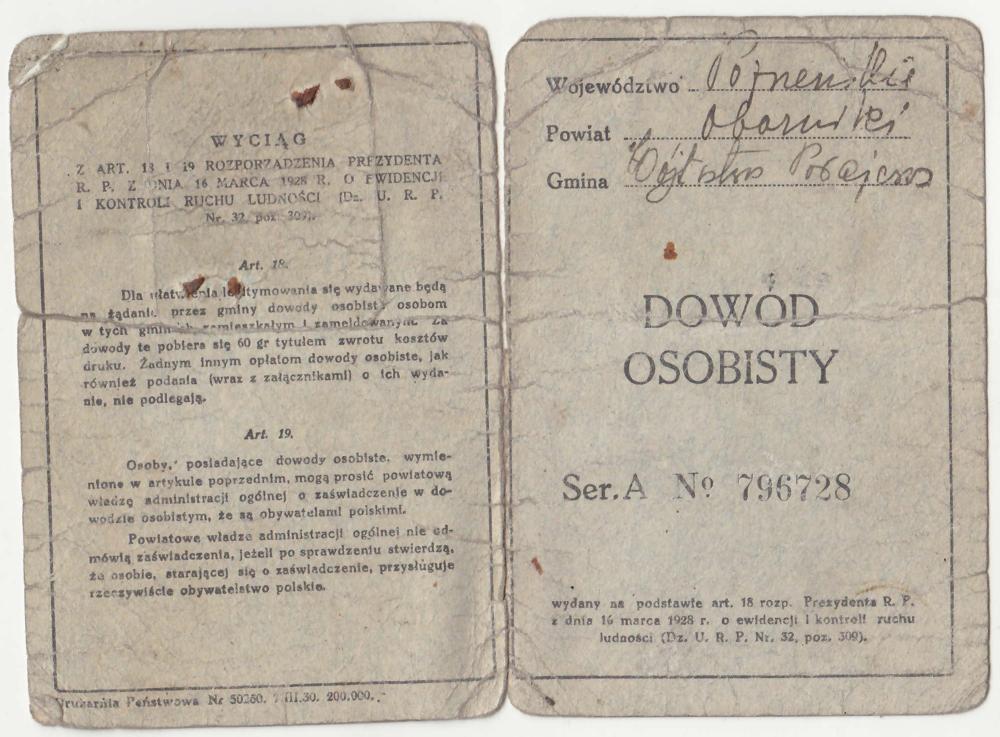 WYCIĄG
Z ART. 18 I 19 ROZPORZĄDZENIA PREZYDENTA
R. P. Z DNIA 16 MARCA 1928 R. O EWIDENCJI
I KONTROLI RUCHU LUDNOŚCI (Dz. U. R. P.
Nr. 32, poz. 309).
Art. 18.
Dla ułatwienia legitymowania się wydawane będą
na żądanie przez gminy dowody osobiste osobom
w tych gminach zamieszkałym i zameldowanym. Za
dowody te pobiera się 60 gr tytułem zwrotu kosztów
druku. Żadnym innym opłatom dowody osobiste, jak
również podania (wraz z załącznikami) o ich wyda-
nie, nie podlegają.
Art. 19.
Osoby, posiadające dowody osobiste, wymie-
nione w artykule poprzednim, mogą prosić powiatową
władzę administracji ogólnej o zaświadczenie w do-
wodzie osobistym, że są obywatelami polskimi.
Powiatowe władze administracji ogólnej nie od-
mówią zaświadczenia, jeżeli po sprawdzeniu stwierdzą,
że osobie, starającej się o zaświadczenie, przysługuje
rzeczywiście obywatelstwo polskie.
Drukarnia Państwowa Nr 50260. III.30. 200.000.
Województwo
Powiat Oborniki
Gmina
DOWÓD
OSOBISTY
Ser. A № 796728
wydany na podstawie art. 18 rozp. Prezydenta R. P.
z dnia 16 marca 1928 r. o ewidencji i kontroli ruchu
ludności (Dz. U. R. P. Nr. 32, poz. 309).